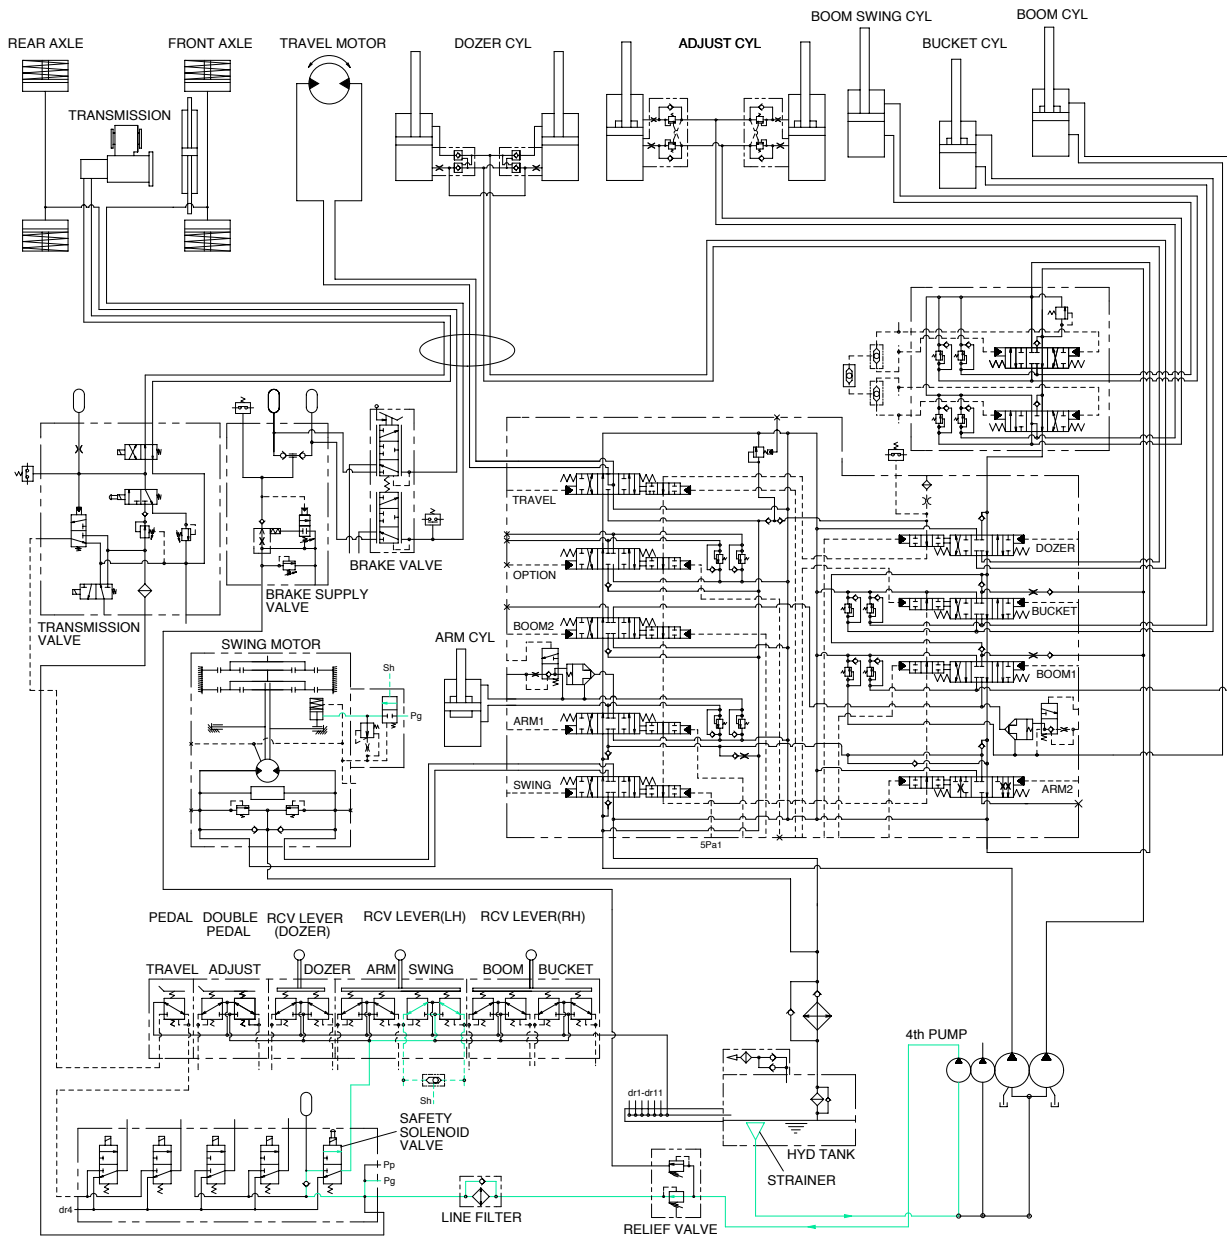 BOOM SWING CYL
BOOM CYL
REAR AXLE
FRONT AXLE
TRAVEL MOTOR
DOZER CYL
ADJUST CYL
BUCKET CYL
TRANSMISSION
TRAVEL
OPTION
BOOM2
ARM1
SWING
DOZER
BUCKET
BOOM1
ARM2
BRAKE VALVE
BRAKE SUPPLY
VALVE
TRANSMISSION
VALVE
SWING MOTOR
ARM CYL
Sh
Pg
5Pa1
PEDAL
DOUBLE
PEDAL
RCV LEVER
(DOZER)
RCV LEVER(LH)
RCV LEVER(RH)
TRAVEL
ADJUST
DOZER
ARM
SWING
BOOM
BUCKET
4th PUMP
Sh
dr1-dr11
SAFETY
SOLENOID
VALVE
HYD TANK
STRAINER
Pp
Pg
dr4
LINE FILTER
RELIEF VALVE